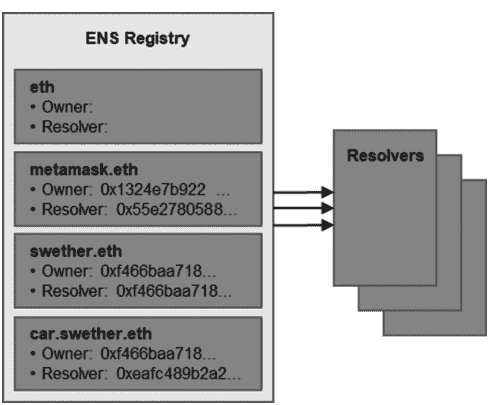 ENS Registry
eth
• Owner:
• Resolver:
metamask.eth
• Owner: 0x1324e7b922 ...
• Resolver: 0x55e2780588...
swether.eth
• Owner: 0xf466baa718...
• Resolver: 0xf466baa718...
car.swether.eth
• Owner: 0xf466baa718...
• Resolver: 0xeafc489b2a2...
Resolvers